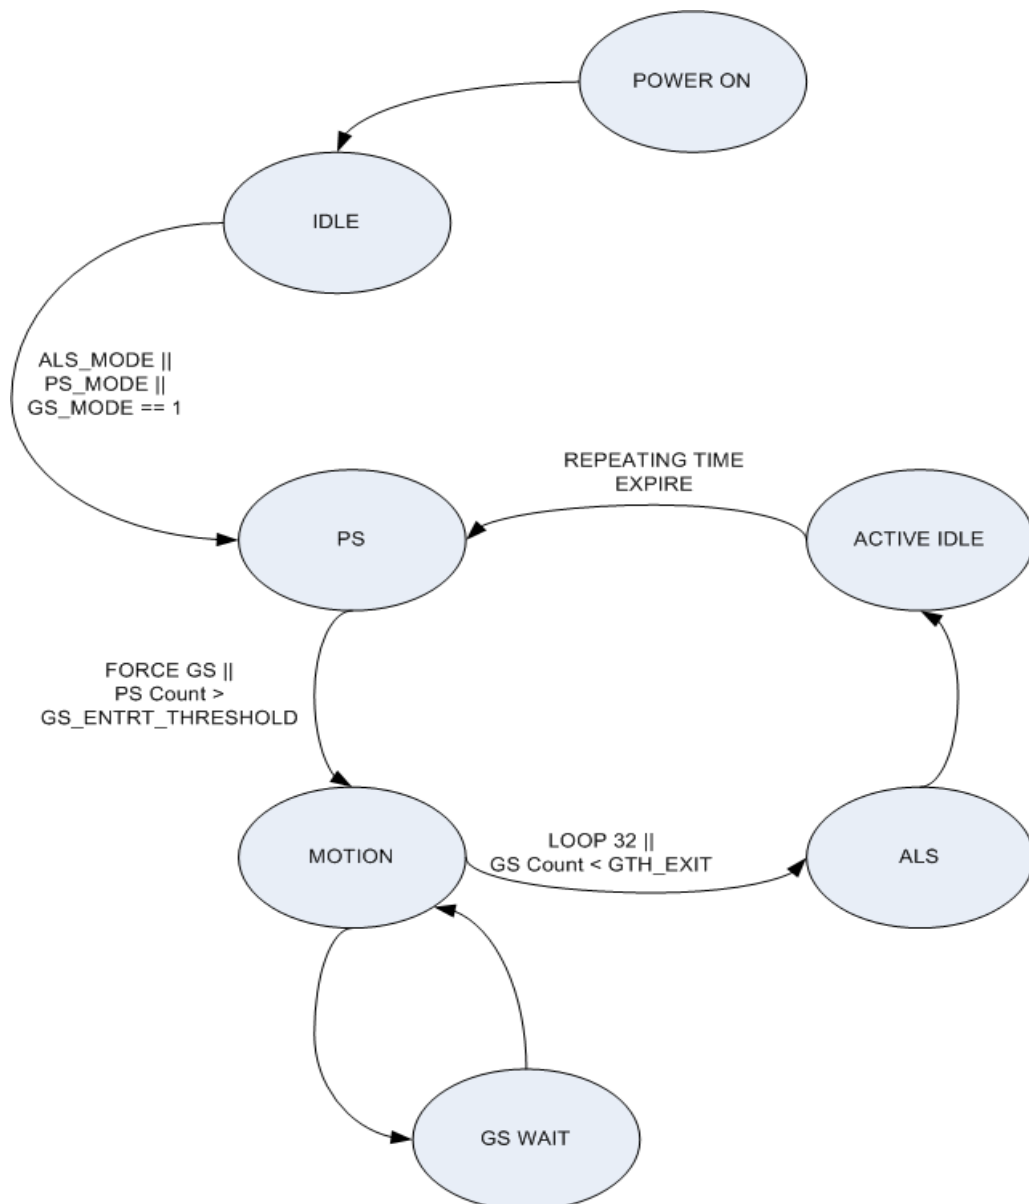 POWER ON
IDLE
ALS_MODE ||
PS_MODE ||
GS_MODE == 1
REPEATING TIME
EXPIRE
PS
ACTIVE IDLE
FORCE GS ||
PS Count >
GS_ENTRT_THRESHOLD
MOTION
LOOP 32 ||
GS Count < GTH_EXIT
ALS
GS WAIT